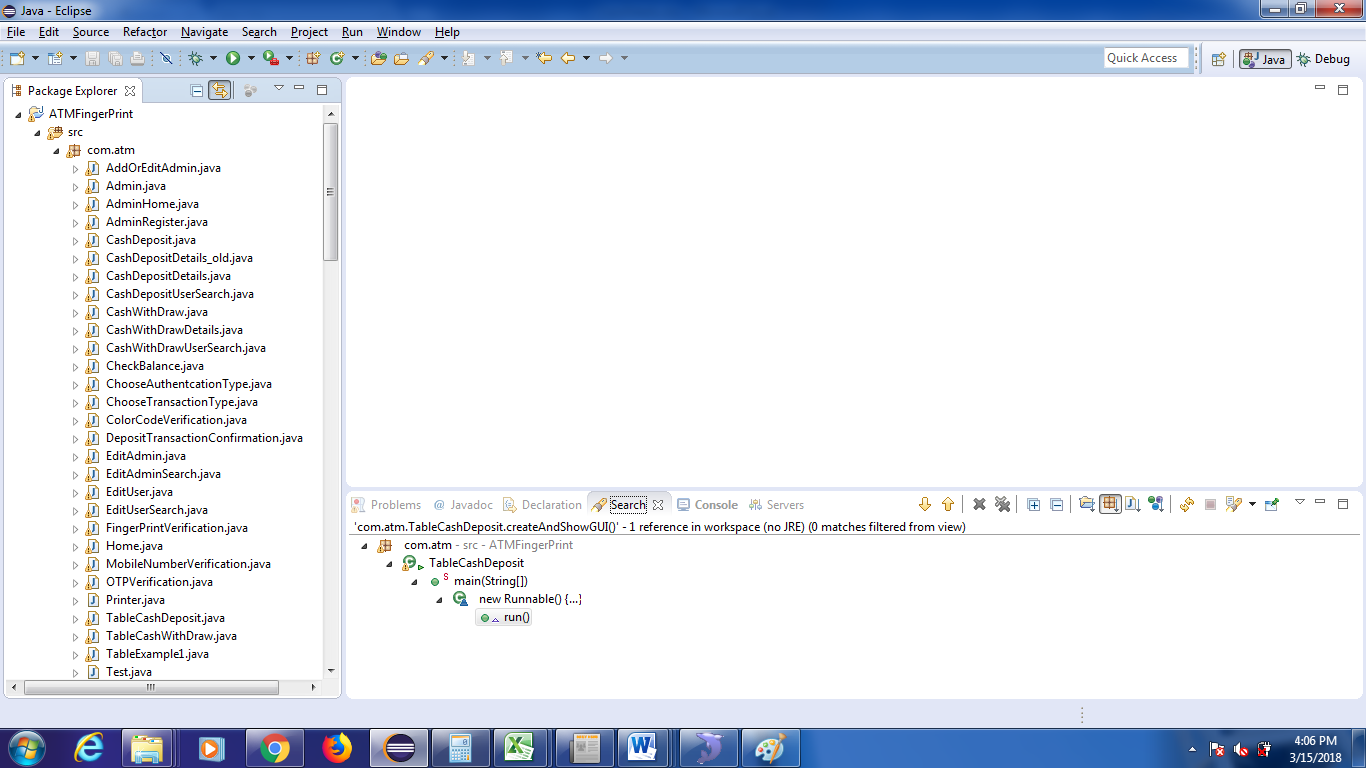 Java - Eclipse
File Edit Source Refactor Navigate Search Project Run Window Help
Quick Access Java Debug
Package Explorer
ATMFingerPrint
src
com.atm
AddOrEditAdmin.java
Admin.java
AdminHome.java
AdminRegister.java
CashDeposit.java
CashDepositDetails_old.java
CashDepositDetails.java
CashDepositUserSearch.java
CashWithDraw.java
CashWithDrawDetails.java
CashWithDrawUserSearch.java
CheckBalance.java
ChooseAuthentcationType.java
ChooseTransactionType.java
ColorCodeVerification.java
DepositTransactionConfirmation.java
EditAdmin.java
EditAdminSearch.java
EditUser.java
EditUserSearch.java
FingerPrintVerification.java
Home.java
MobileNumberVerification.java
OTPVerification.java
Printer.java
TableCashDeposit.java
TableCashWithDraw.java
TableExample1.java
Test.java
Problems @ Javadoc Declaration Search Console Servers
'com.atm.TableCashDeposit.createAndShowGUI()' - 1 reference in workspace (no JRE) (0 matches filtered from view)
com.atm - src - ATMFingerPrint
TableCashDeposit
main(String[])
new Runnable() {...}
run()
4:06 PM
3/15/2018